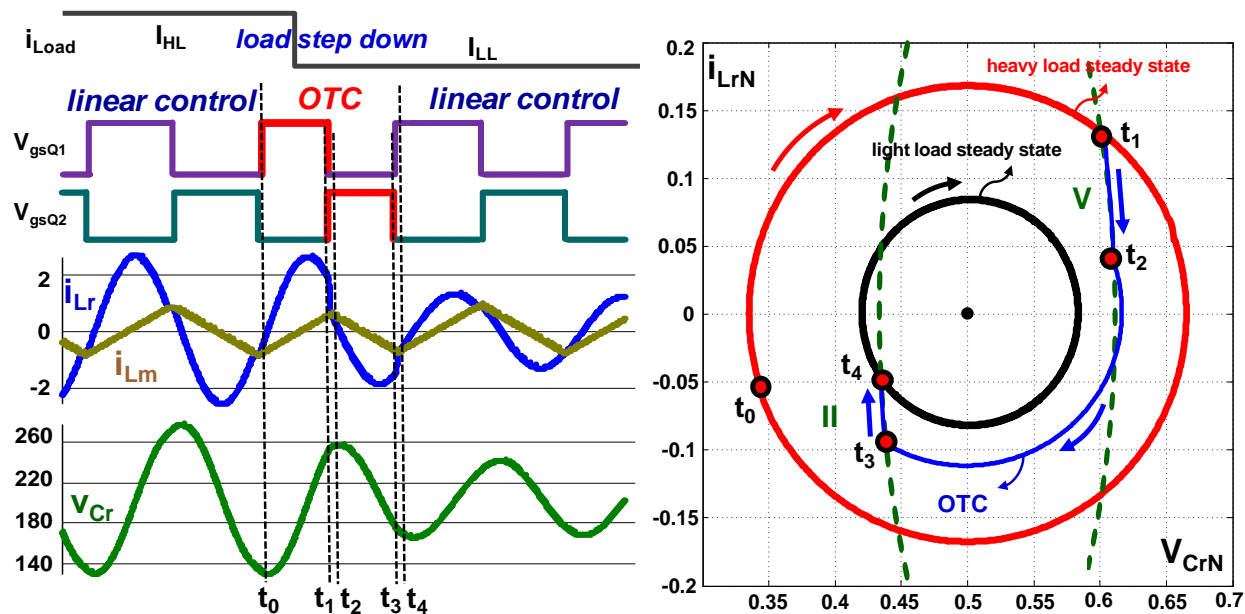 iLoad
IHL
load step down
ILL
linear control
OTC
linear control
VgsQ1
VgsQ2
2
iLr
0
iLm
-2
260
220
vCr
180
140
t0
t1
t2
t3
t4
0.2
iLrN
heavy load steady state
0.15
t1
light load steady state
0.1
V
0.05
t2
0
t4
-0.05
t0
II
t3
-0.1
OTC
-0.15
VCrN
-0.2
0.35 0.4 0.45 0.5 0.55 0.6 0.65 0.7